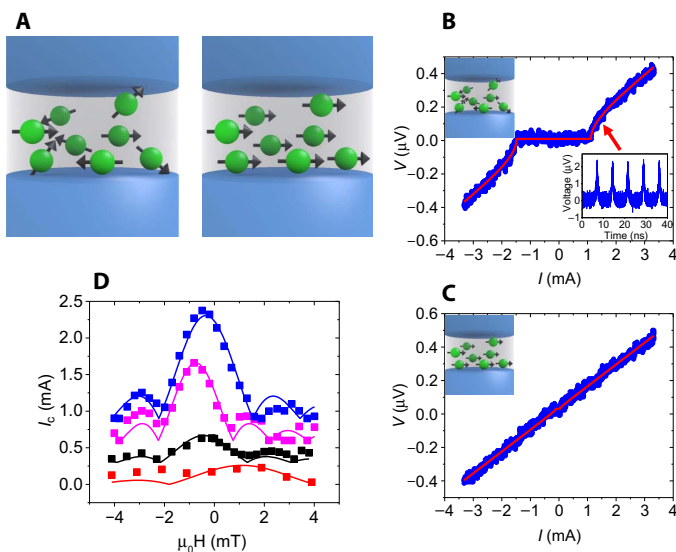 A
B
0.4
0.2
0.0
−0.2
−0.4
−0.6
V (µV)
−4 −3 −2 −1 0 1 2 3 4
I (mA)
Voltage (µV)
2
1
0
−1
0 10 20 30 40
Time (ns)
C
0.6
0.4
0.2
0.0
−0.2
−0.4
V (µV)
−4 −3 −2 −1 0 1 2 3 4
I (mA)
D
2.5
2.0
1.5
1.0
0.5
0.0
Ic (mA)
−4 −2 0 2 4
µ0H (mT)